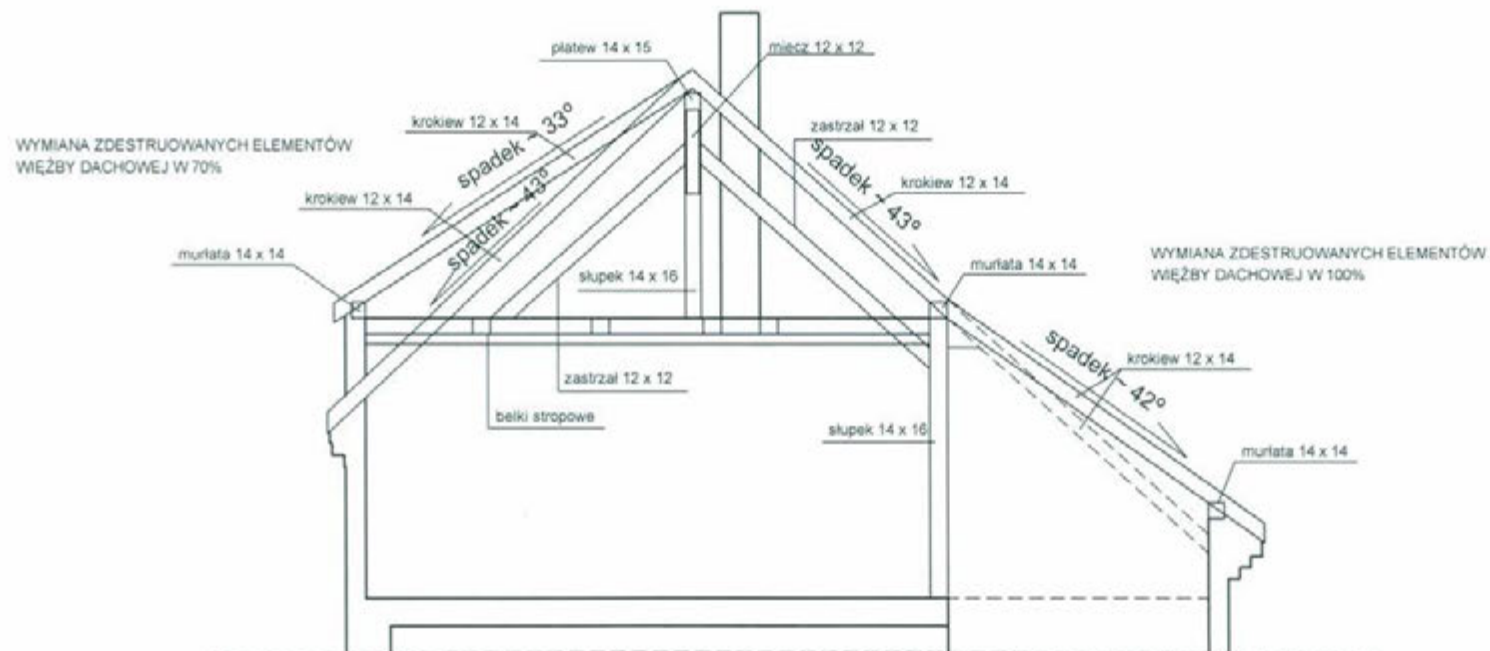 płatew 14 x 15
miecz 12 x 12
krokiew 12 x 14
zastrzał 12 x 12
WYMIANA ZDESTRUOWANYCH ELEMENTÓW
WIĘŹBY DACHOWEJ W 70%
spadek ~ 33°
spadek ~ 43°
krokiew 12 x 14
krokiew 12 x 14
spadek ~ 43°
murłata 14 x 14
słupek 14 x 16
murłata 14 x 14
WYMIANA ZDESTRUOWANYCH ELEMENTÓW
WIĘŹBY DACHOWEJ W 100%
spadek ~ 42°
krokiew 12 x 14
zastrzał 12 x 12
belki stropowe
słupek 14 x 16
murłata 14 x 14